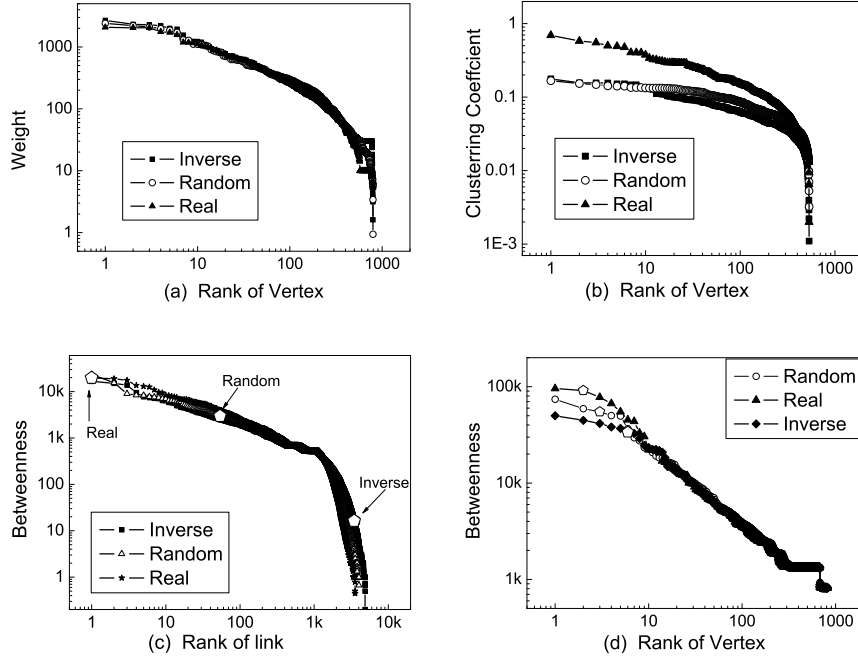 1000
100
10
1
Weight
Inverse
Random
Real
1 10 100 1000
(a) Rank of Vertex
1
0.1
0.01
1E-3
Clusterring Coeffcient
Inverse
Random
Real
1 10 100 1000
(b) Rank of Vertex
10k
1k
100
10
1
Betweenness
Real
Random
Inverse
Inverse
Random
Real
1 10 100 1k 10k
(c) Rank of link
100k
10k
1k
Betweenness
Random
Real
Inverse
1 10 100 1000
(d) Rank of Vertex